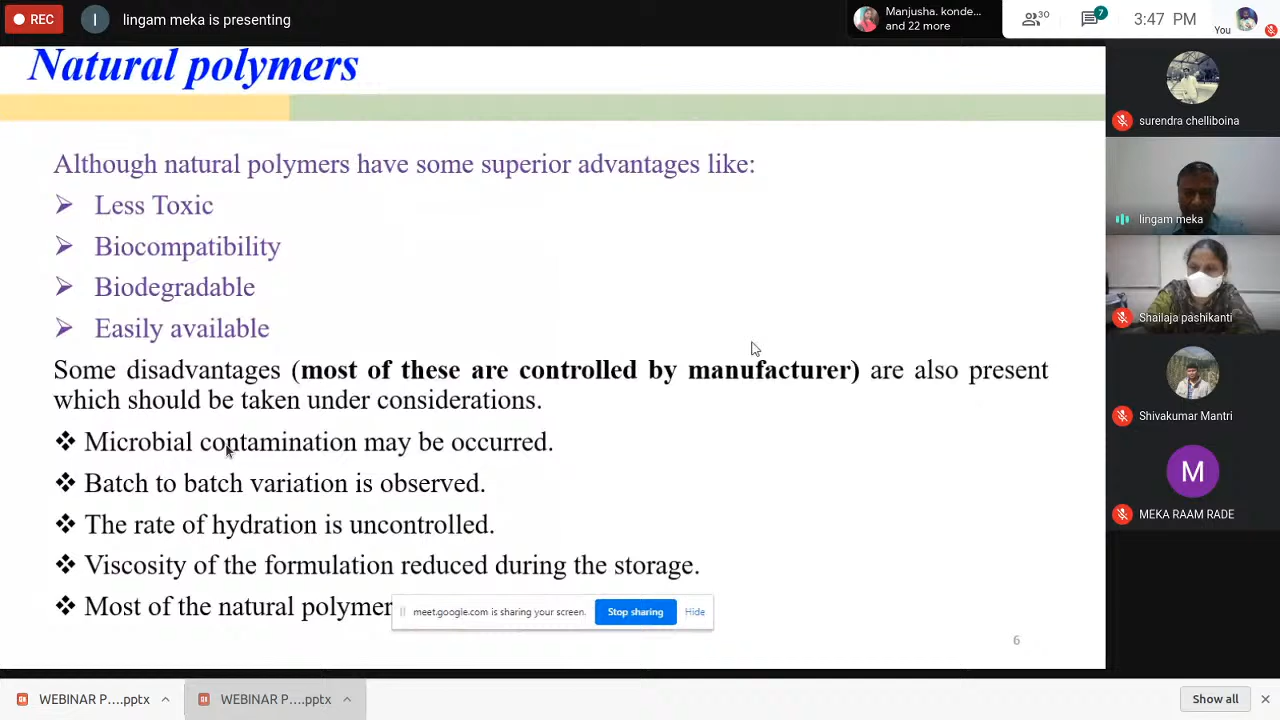 REC
I
lingam meka is presenting
Manjusha. konde...
and 22 more
30
7
3:47 PM
You
Natural polymers
Although natural polymers have some superior advantages like:
Less Toxic
Biocompatibility
Biodegradable
Easily available
Some disadvantages (most of these are controlled by manufacturer) are also present
which should be taken under considerations.
Microbial contamination may be occurred.
Batch to batch variation is observed.
The rate of hydration is uncontrolled.
Viscosity of the formulation reduced during the storage.
Most of the natural polymer
meet.google.com is sharing your screen.
Stop sharing
Hide
6
surendra chelliboina
lingam meka
Shailaja pashikanti
Shivakumar Mantri
M
MEKA RAAM RADE
WEBINAR P....pptx
WEBINAR P....pptx
Show all